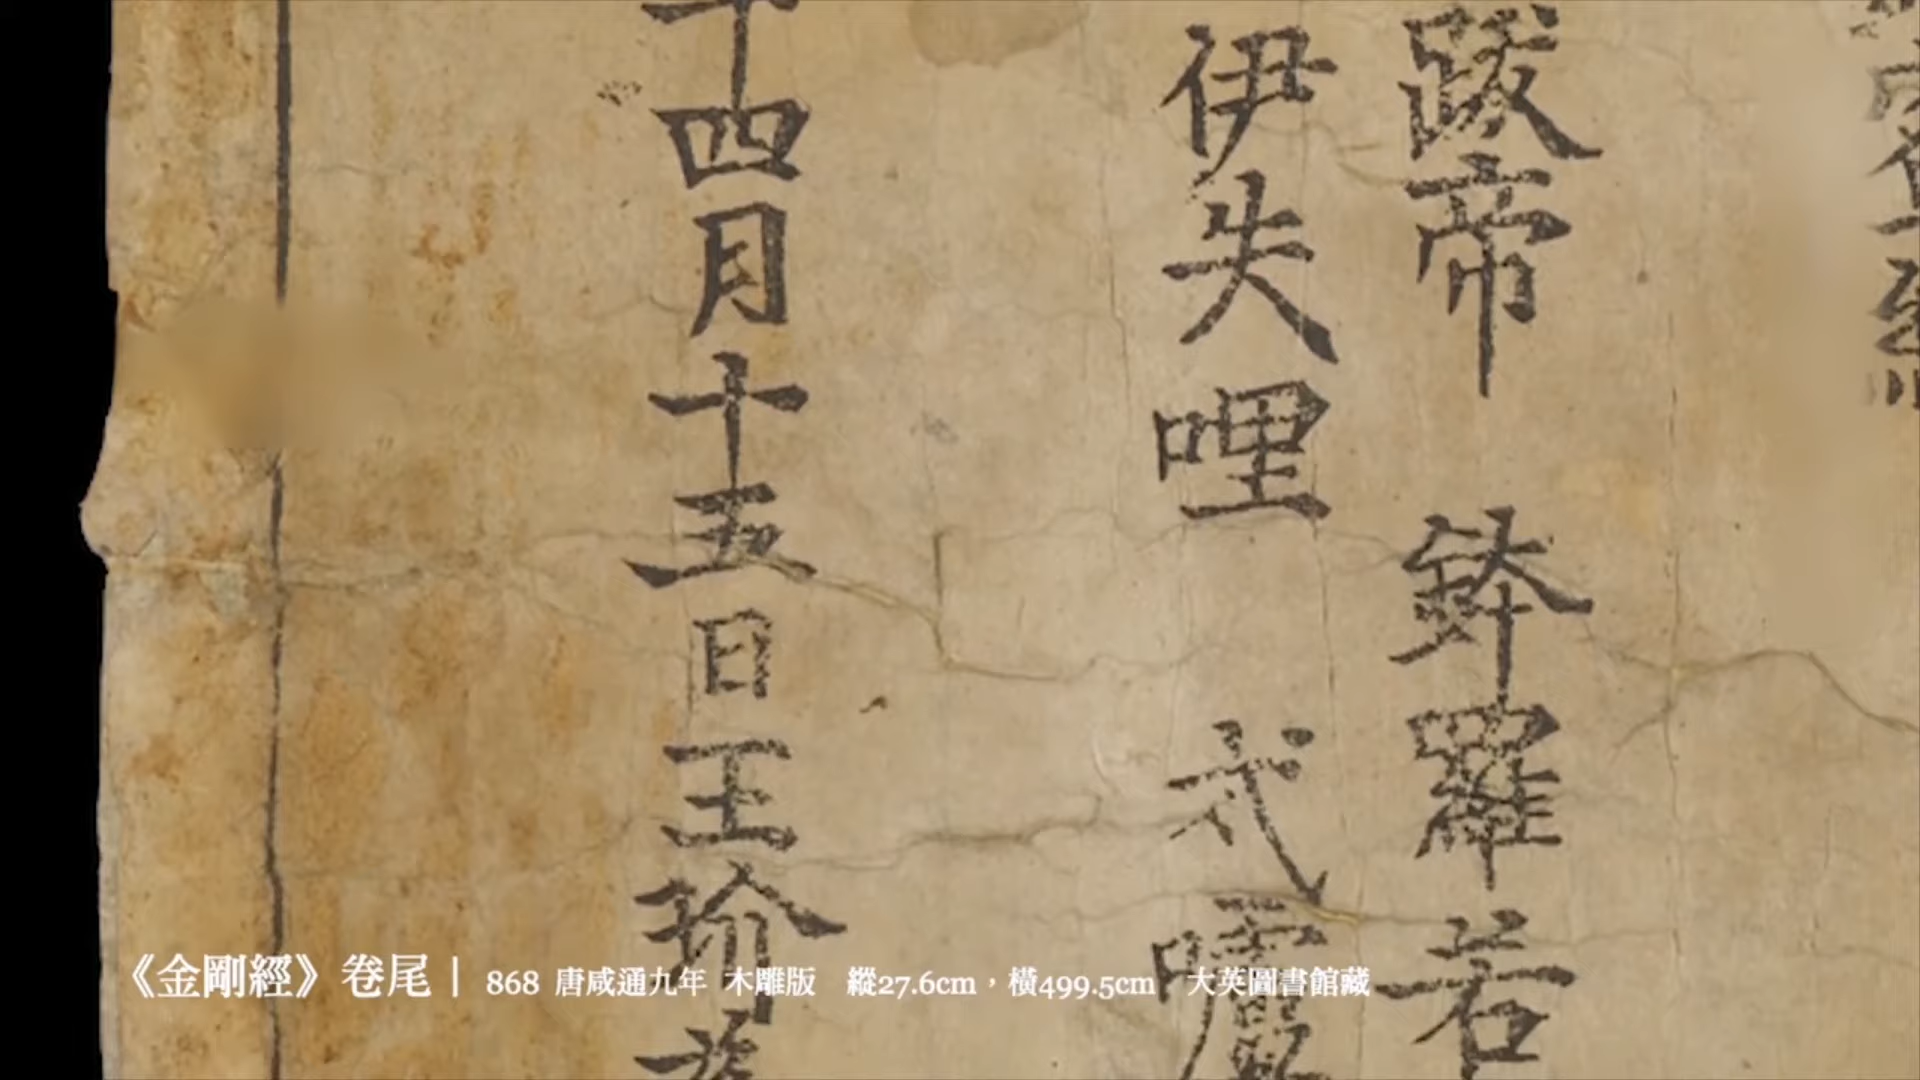 跋帝 鉢羅若
伊失哩
四月十五日王玠
《金剛經》卷尾｜ 868 唐咸通九年 木雕版 縱27.6cm，橫499.5cm 大英圖書館藏